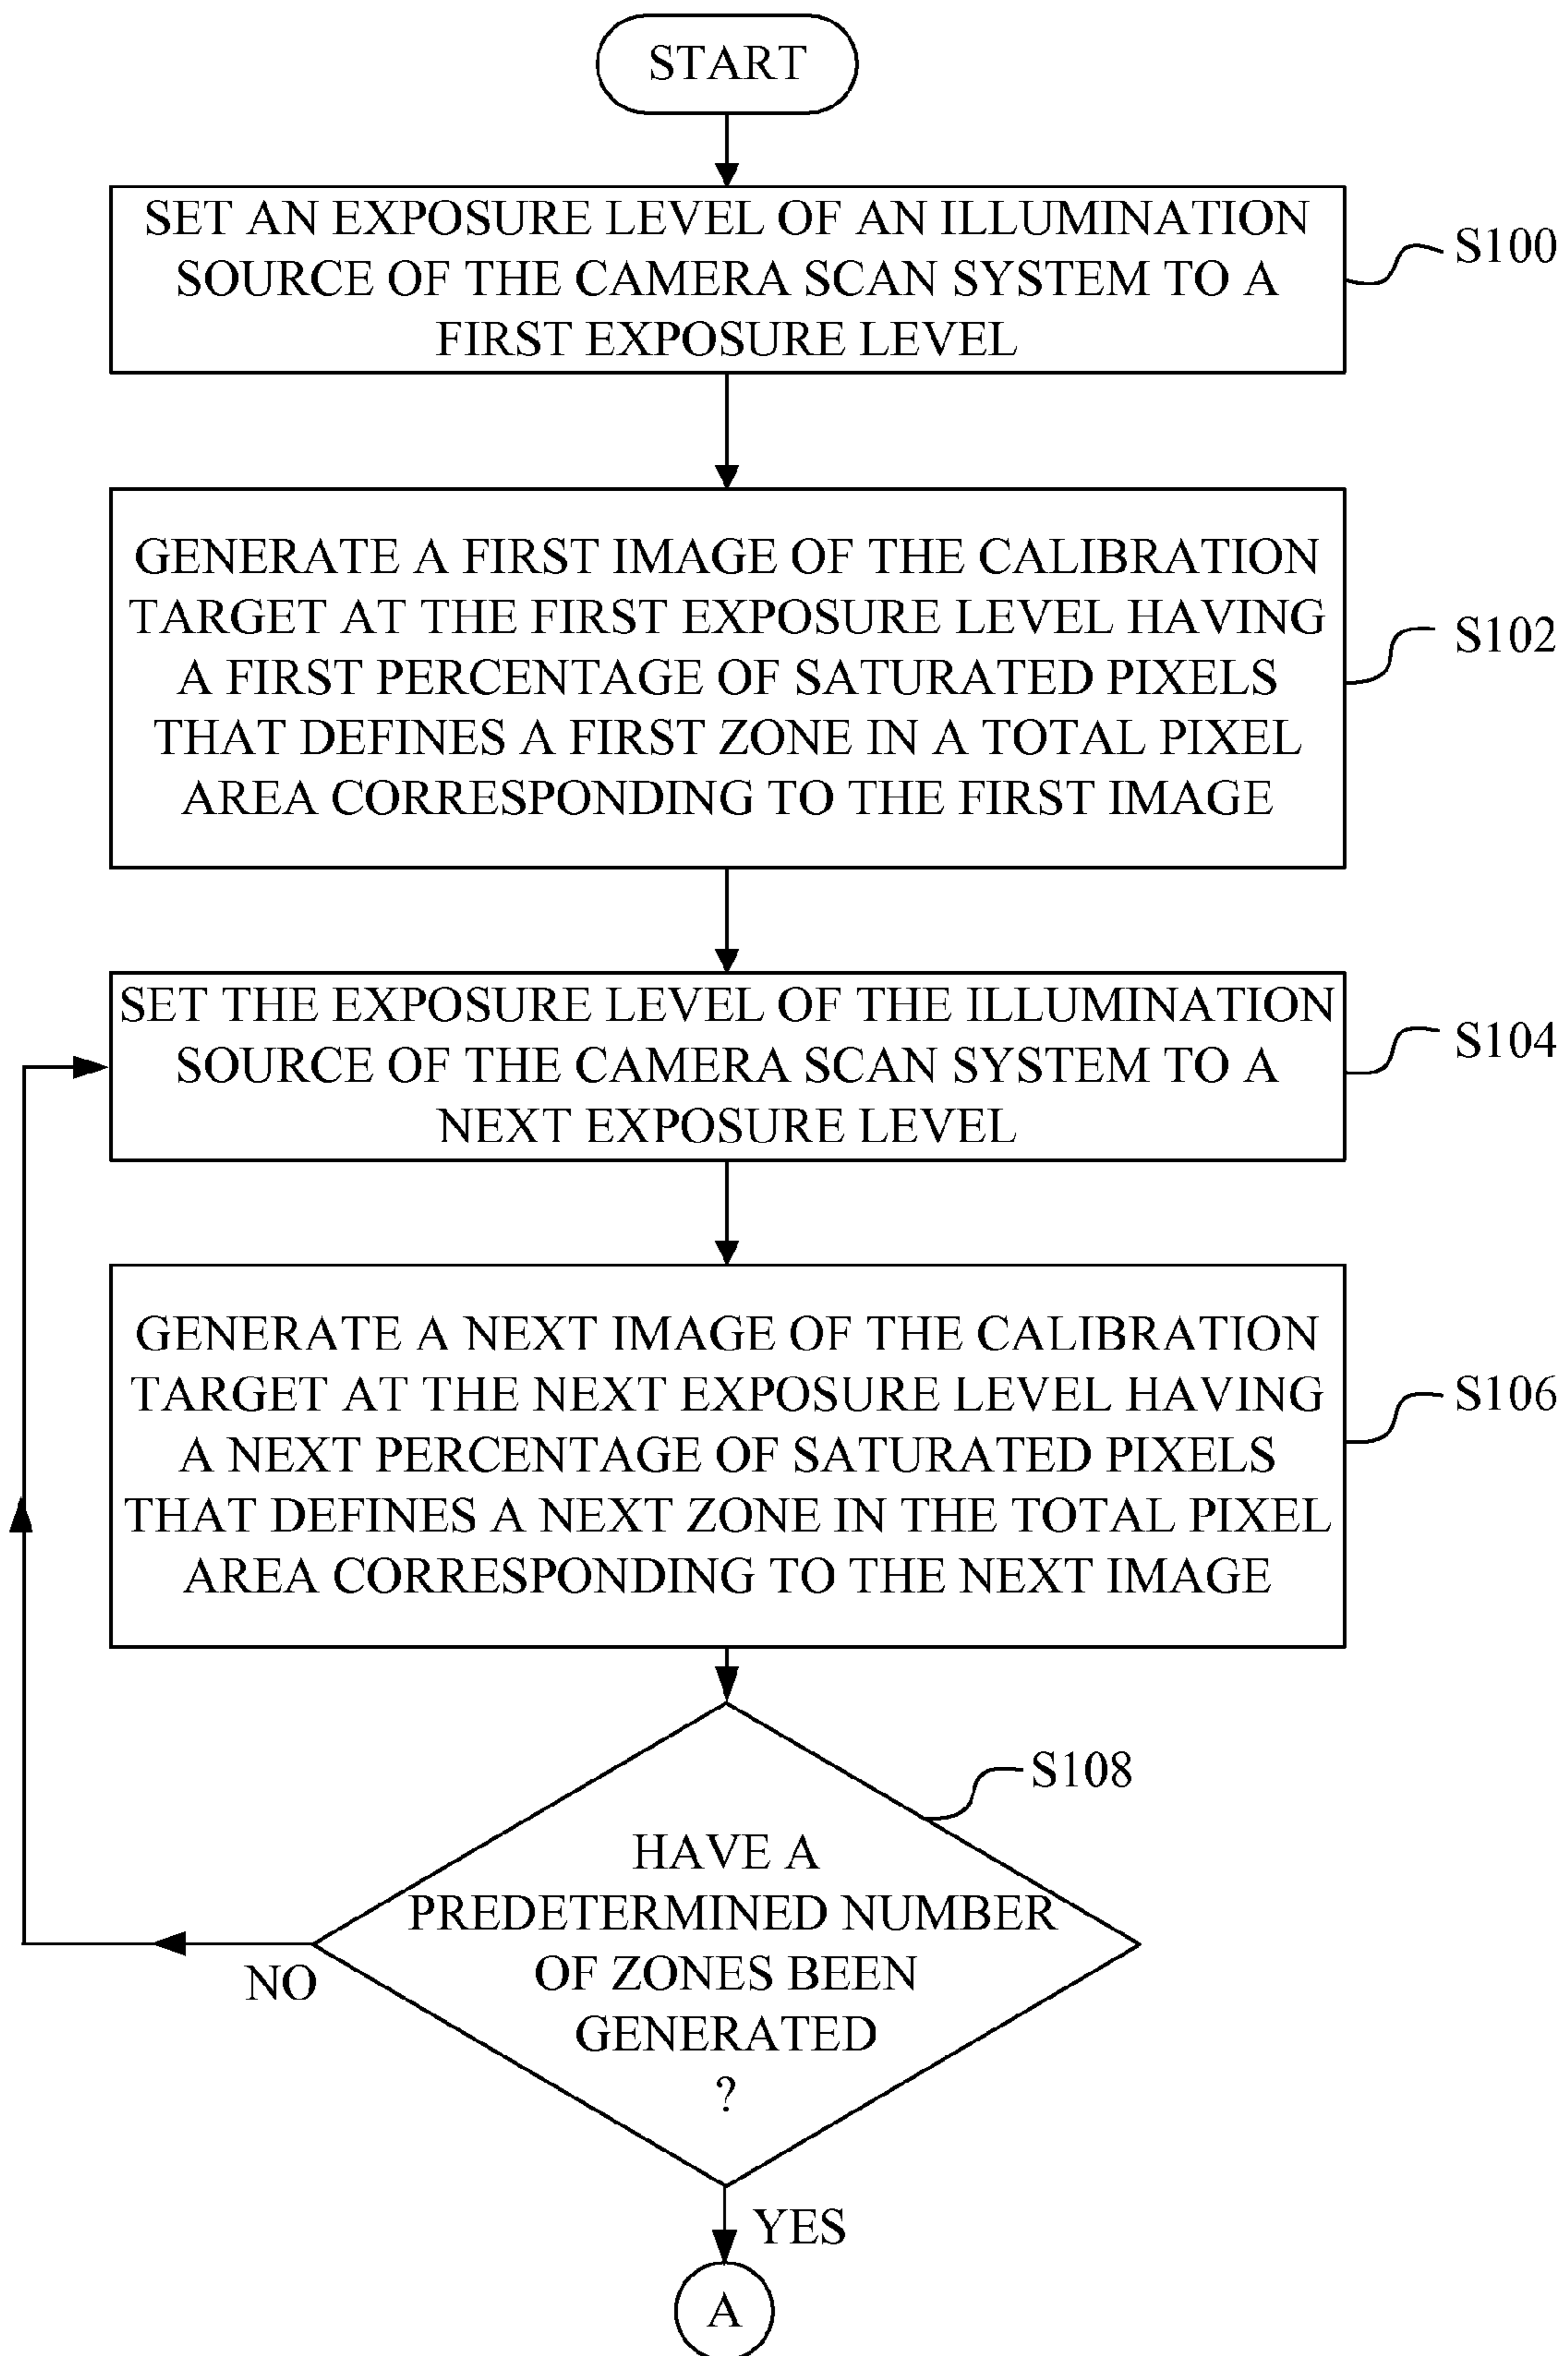 START
SET AN EXPOSURE LEVEL OF AN ILLUMINATION
SOURCE OF THE CAMERA SCAN SYSTEM TO A
FIRST EXPOSURE LEVEL
S100
GENERATE A FIRST IMAGE OF THE CALIBRATION
TARGET AT THE FIRST EXPOSURE LEVEL HAVING
A FIRST PERCENTAGE OF SATURATED PIXELS
THAT DEFINES A FIRST ZONE IN A TOTAL PIXEL
AREA CORRESPONDING TO THE FIRST IMAGE
S102
SET THE EXPOSURE LEVEL OF THE ILLUMINATION
SOURCE OF THE CAMERA SCAN SYSTEM TO A
NEXT EXPOSURE LEVEL
S104
GENERATE A NEXT IMAGE OF THE CALIBRATION
TARGET AT THE NEXT EXPOSURE LEVEL HAVING
A NEXT PERCENTAGE OF SATURATED PIXELS
THAT DEFINES A NEXT ZONE IN THE TOTAL PIXEL
AREA CORRESPONDING TO THE NEXT IMAGE
S106
S108
HAVE A
PREDETERMINED NUMBER
OF ZONES BEEN
GENERATED
?
NO
YES
A